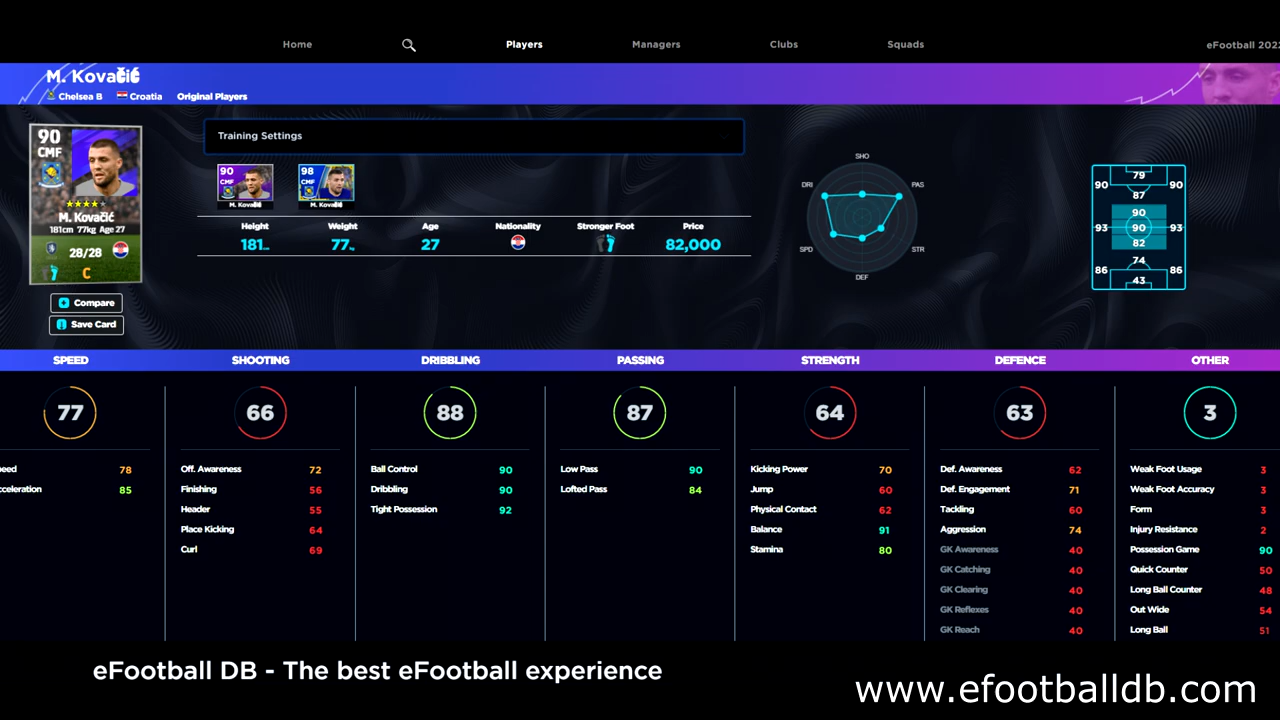 Home Players Managers Clubs Squads eFootball 2022
M. Kovačić
Chelsea B Croatia Original Players
90
CMF
M. Kovačić
181cm 77kg Age 27
28/28
C
Compare
Save Card
Training Settings
90
CMF
M. Kovačić
98
CMF
M. Kovačić
Height Weight Age Nationality Stronger Foot Price
181cm 77kg 27 82,000
SHO
DRI PAS
SPD STR
DEF
79
90 90
87
90
93 90 93
82
74
86 86
43
SPEED SHOOTING DRIBBLING PASSING STRENGTH DEFENCE OTHER
77 66 88 87 64 63 3
eed 78
cceleration 85
Off. Awareness 72
Finishing 56
Header 55
Place Kicking 64
Curl 69
Ball Control 90
Dribbling 90
Tight Possession 92
Low Pass 90
Lofted Pass 84
Kicking Power 70
Jump 60
Physical Contact 62
Balance 91
Stamina 80
Def. Awareness 62
Def. Engagement 71
Tackling 60
Aggression 74
GK Awareness 40
GK Catching 40
GK Clearing 40
GK Reflexes 40
GK Reach 40
Weak Foot Usage 3
Weak Foot Accuracy 3
Form 3
Injury Resistance 2
Possession Game 90
Quick Counter 50
Long Ball Counter 48
Out Wide 54
Long Ball 51
eFootball DB - The best eFootball experience
www.efootballdb.com